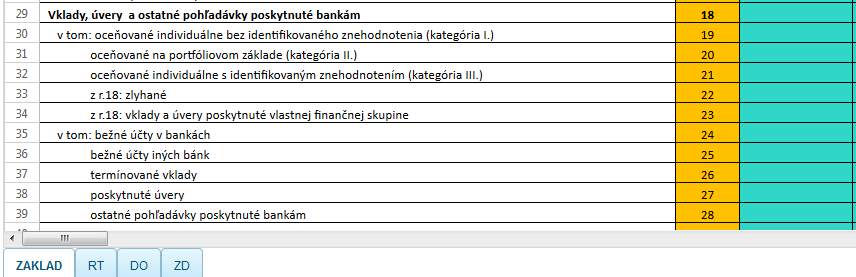 29 Vklady, úvery a ostatné pohľadávky poskytnuté bankám 18
30 v tom: oceňované individuálne bez identifikovaného znehodnotenia (kategória I.) 19
31 oceňované na portfóliovom základe (kategória II.) 20
32 oceňované individuálne s identifikovaným znehodnotením (kategória III.) 21
33 z r.18: zlyhané 22
34 z r.18: vklady a úvery poskytnuté vlastnej finančnej skupine 23
35 v tom: bežné účty v bankách 24
36 bežné účty iných bánk 25
37 termínované vklady 26
38 poskytnuté úvery 27
39 ostatné pohľadávky poskytnuté bankám 28
ZAKLAD RT DO ZD